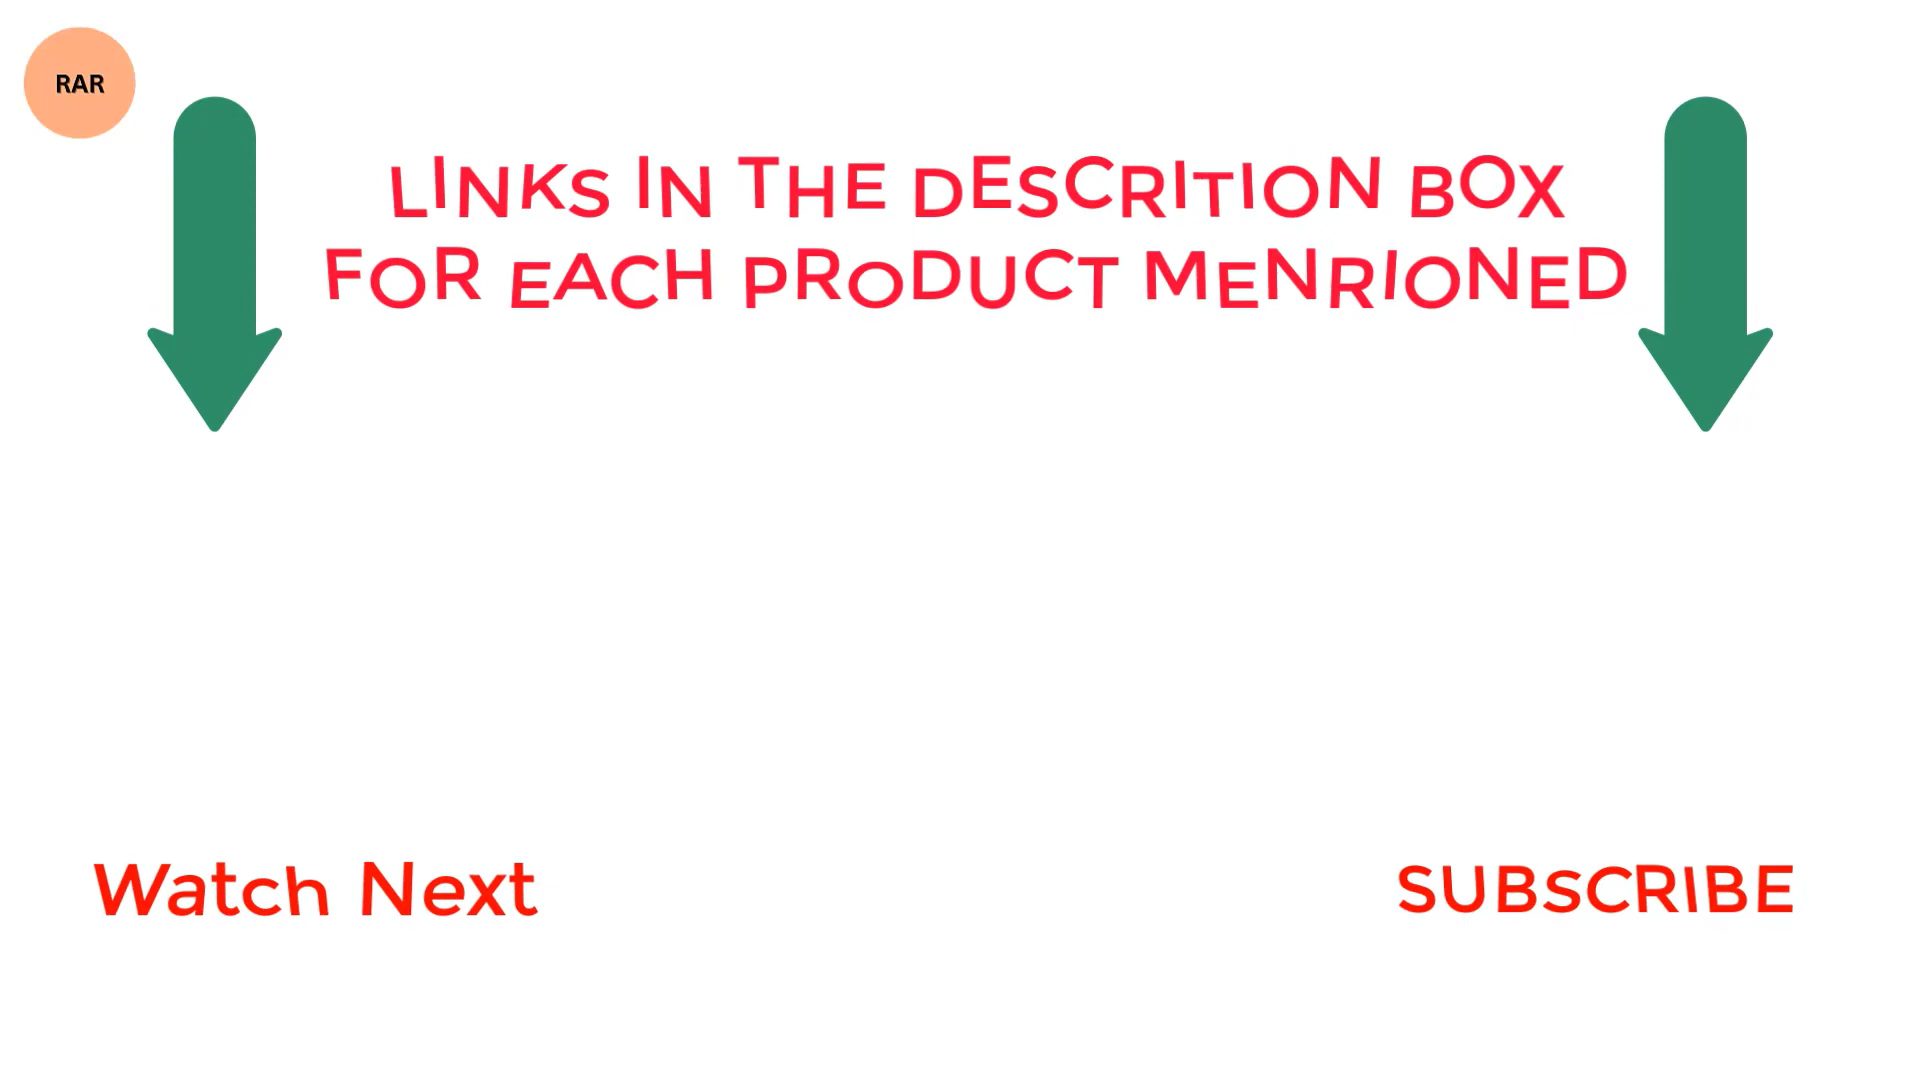 RAR
LINKS IN THE DESCRITION BOX
FOR EACH PRODUCT MENRIONED
Watch Next
SUBSCRIBE